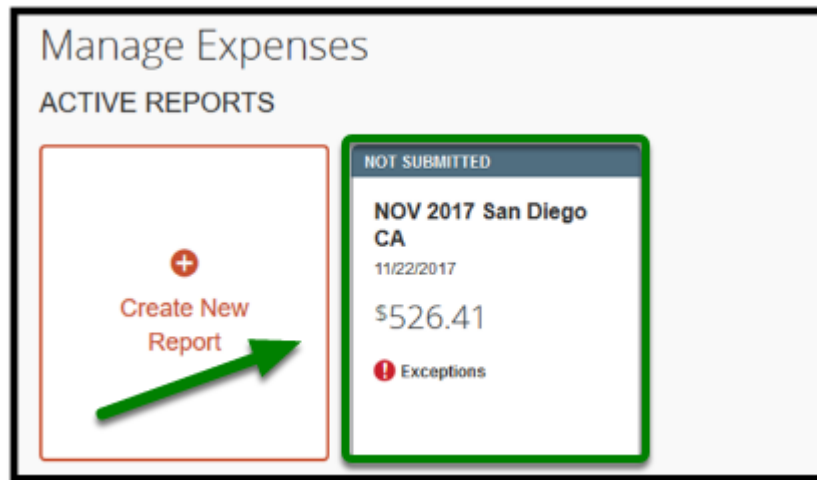 Manage Expenses
ACTIVE REPORTS
Create New
Report
NOT SUBMITTED
NOV 2017 San Diego
CA
11/22/2017
$526.41
Exceptions